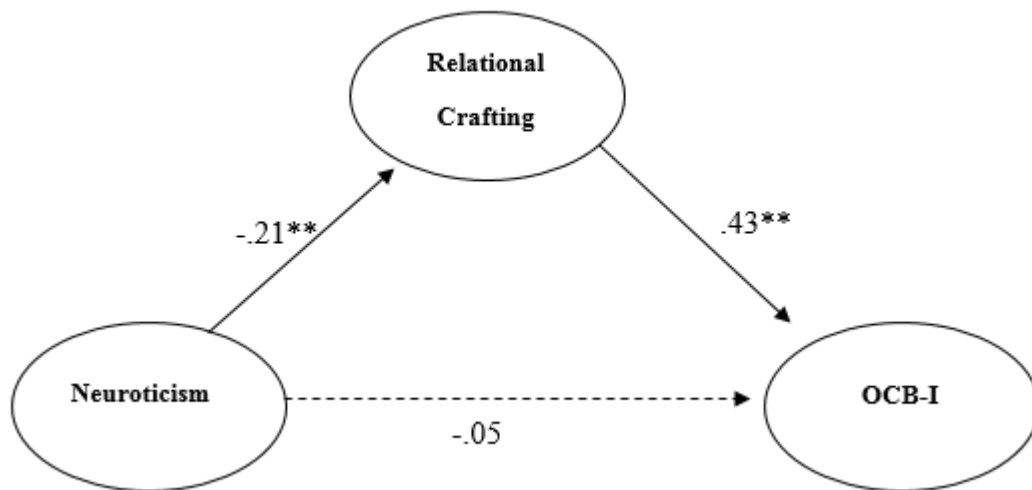 Relational
Crafting
-.21**
.43**
Neuroticism
OCB-I
-.05